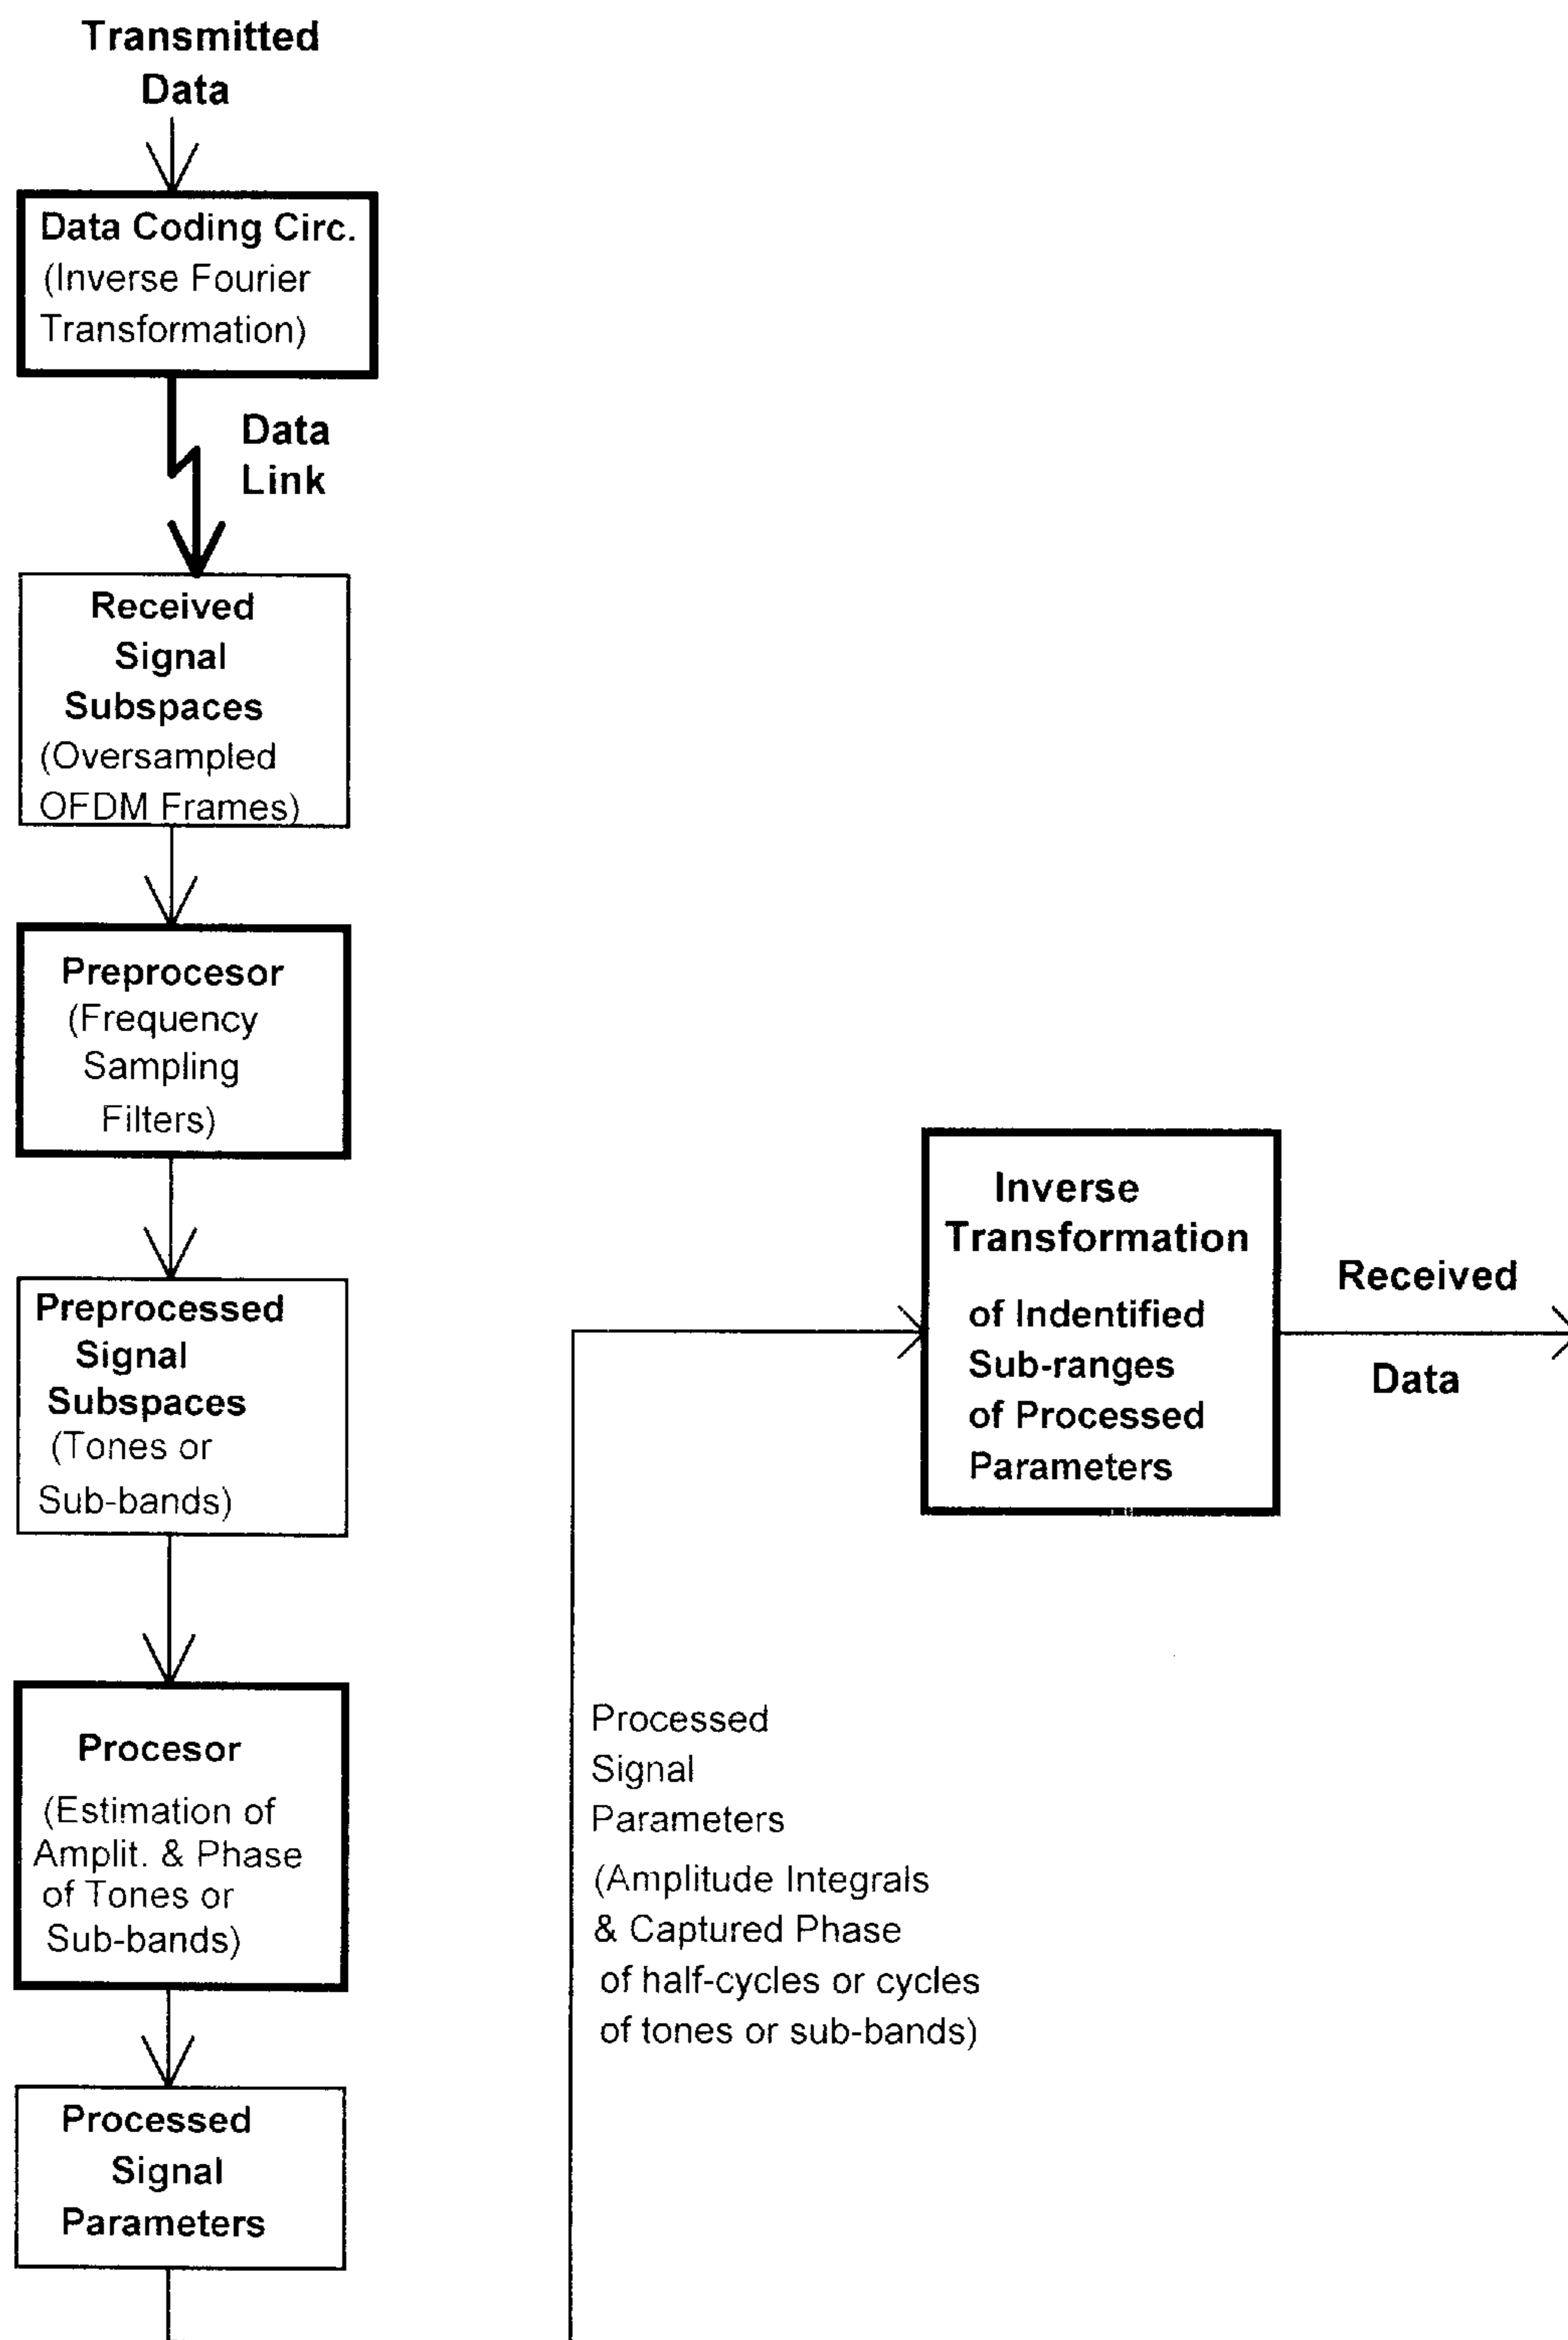 Transmitted
Data
Data Coding Circ.
(Inverse Fourier
Transformation)
Data
Link
Received
Signal
Subspaces
(Oversampled
OFDM Frames)
Preprocesor
(Frequency
Sampling
Filters)
Preprocessed
Signal
Subspaces
(Tones or
Sub-bands)
Procesor
(Estimation of
Amplit. & Phase
of Tones or
Sub-bands)
Processed
Signal
Parameters
Processed
Signal
Parameters
(Amplitude Integrals
& Captured Phase
of half-cycles or cycles
of tones or sub-bands)
Inverse
Transformation
of Indentified
Sub-ranges
of Processed
Parameters
Received
Data